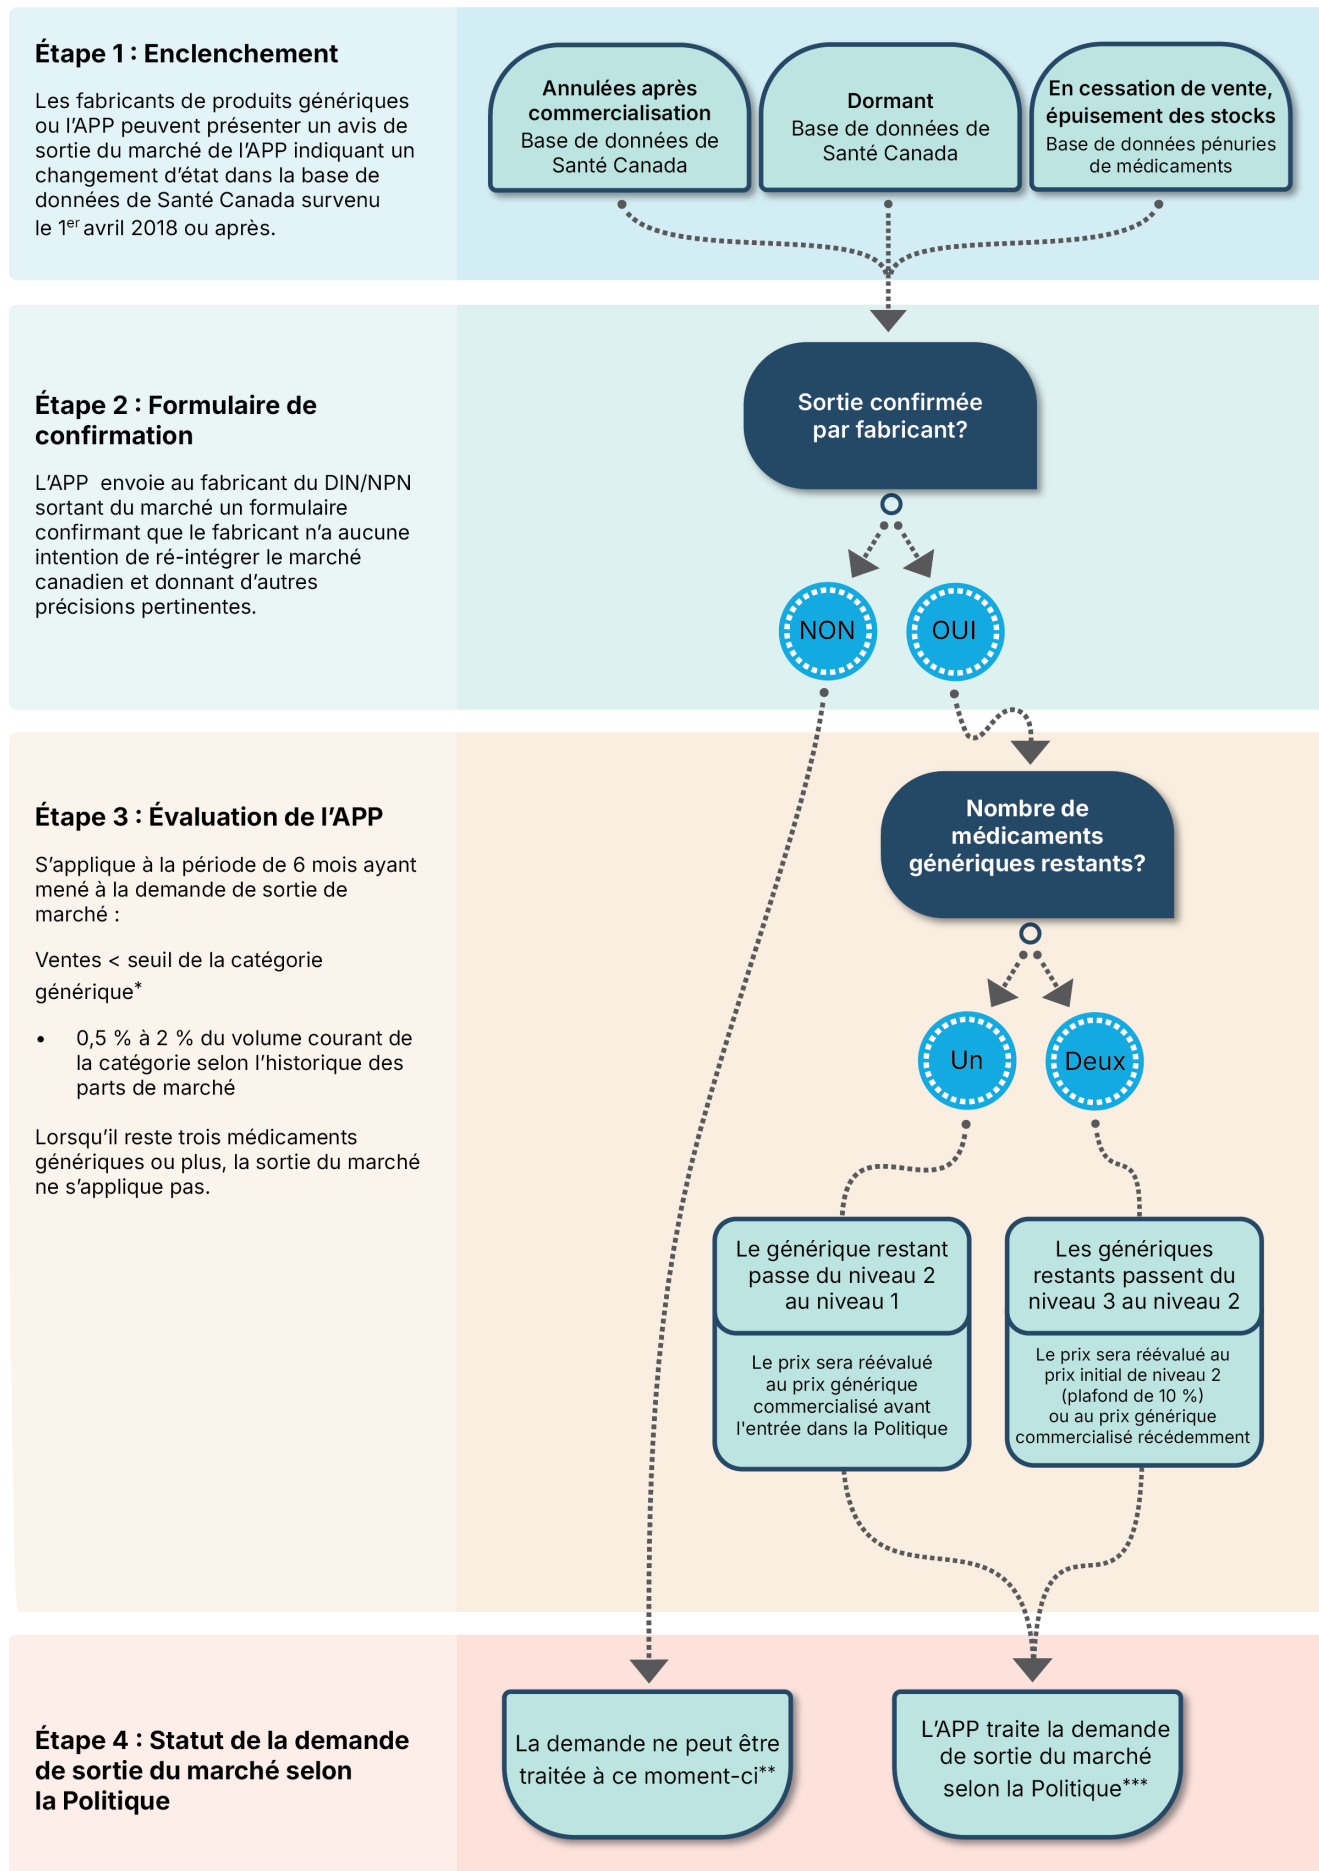 Étape 1 : Enclenchement
Les fabricants de produits génériques
ou l’APP peuvent présenter un avis de
sortie du marché de l’APP indiquant un
changement d’état dans la base de
données de Santé Canada survenu
le 1er avril 2018 ou après.
Annulées après
commercialisation
Base de données de
Santé Canada
Dormant
Base de données de
Santé Canada
En cessation de vente,
épuisement des stocks
Base de données pénuries
de médicaments
Étape 2 : Formulaire de
confirmation
L’APP envoie au fabricant du DIN/NPN
sortant du marché un formulaire
confirmant que le fabricant n’a aucune
intention de ré-intégrer le marché
canadien et donnant d’autres
précisions pertinentes.
Sortie confirmée
par fabricant?
NON
OUI
Étape 3 : Évaluation de l’APP
S’applique à la période de 6 mois ayant
mené à la demande de sortie de
marché :
Ventes < seuil de la catégorie
générique*
• 0,5 % à 2 % du volume courant de
la catégorie selon l’historique des
parts de marché
Lorsqu’il reste trois médicaments
génériques ou plus, la sortie du marché
ne s’applique pas.
Nombre de
médicaments
génériques restants?
Un
Deux
Le générique restant
passe du niveau 2
au niveau 1
Le prix sera réévalué
au prix générique
commercialisé avant
l'entrée dans la Politique
Les génériques
restants passent du
niveau 3 au niveau 2
Le prix sera réévalué au
prix initial de niveau 2
(plafond de 10 %)
ou au prix générique
commercialisé récédemment
Étape 4 : Statut de la demande
de sortie du marché selon
la Politique
La demande ne peut être
traitée à ce moment-ci**
L’APP traite la demande
de sortie du marché
selon la Politique***